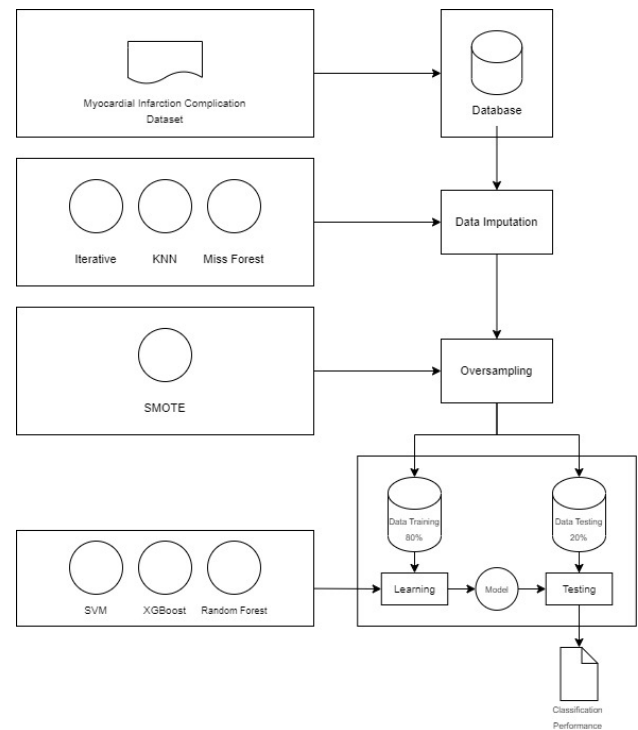 Myocardial Infarction Complication
Dataset
Database
Iterative
KNN
Miss Forest
Data Imputation
SMOTE
Oversampling
Data Training
80%
Data Testing
20%
SVM
XGBoost
Random Forest
Learning
Model
Testing
Classification
Performance